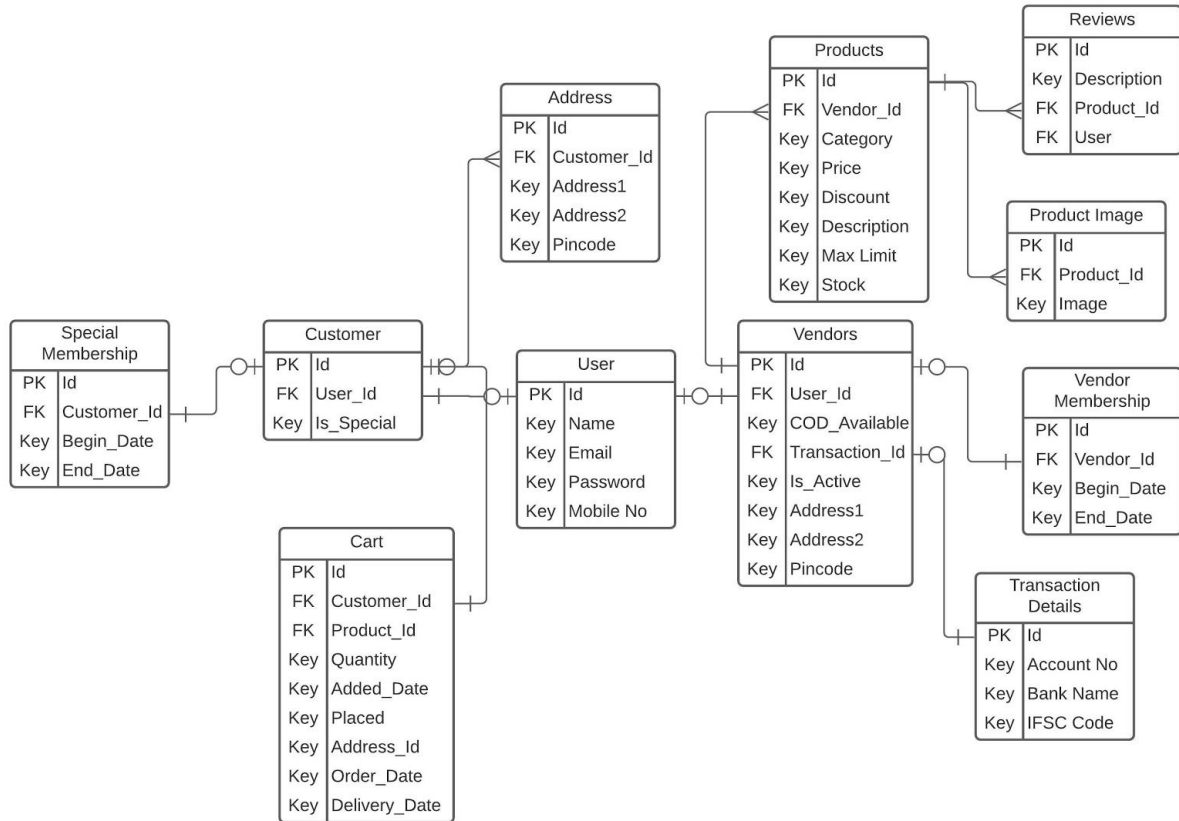 Reviews
PK Id
Key Description
FK Product_Id
FK User
Products
PK Id
FK Vendor_Id
Key Category
Key Price
Key Discount
Key Description
Key Max Limit
Key Stock
Address
PK Id
FK Customer_Id
Key Address1
Key Address2
Key Pincode
Product Image
PK Id
FK Product_Id
Key Image
Special
Membership
PK Id
FK Customer_Id
Key Begin_Date
Key End_Date
Customer
PK Id
FK User_Id
Key Is_Special
User
PK Id
Key Name
Key Email
Key Password
Key Mobile No
Vendors
PK Id
FK User_Id
Key COD_Available
FK Transaction_Id
Key Is_Active
Key Address1
Key Address2
Key Pincode
Vendor
Membership
PK Id
FK Vendor_Id
Key Begin_Date
Key End_Date
Cart
PK Id
FK Customer_Id
FK Product_Id
Key Quantity
Key Added_Date
Key Placed
Key Address_Id
Key Order_Date
Key Delivery_Date
Transaction
Details
PK Id
Key Account No
Key Bank Name
Key IFSC Code